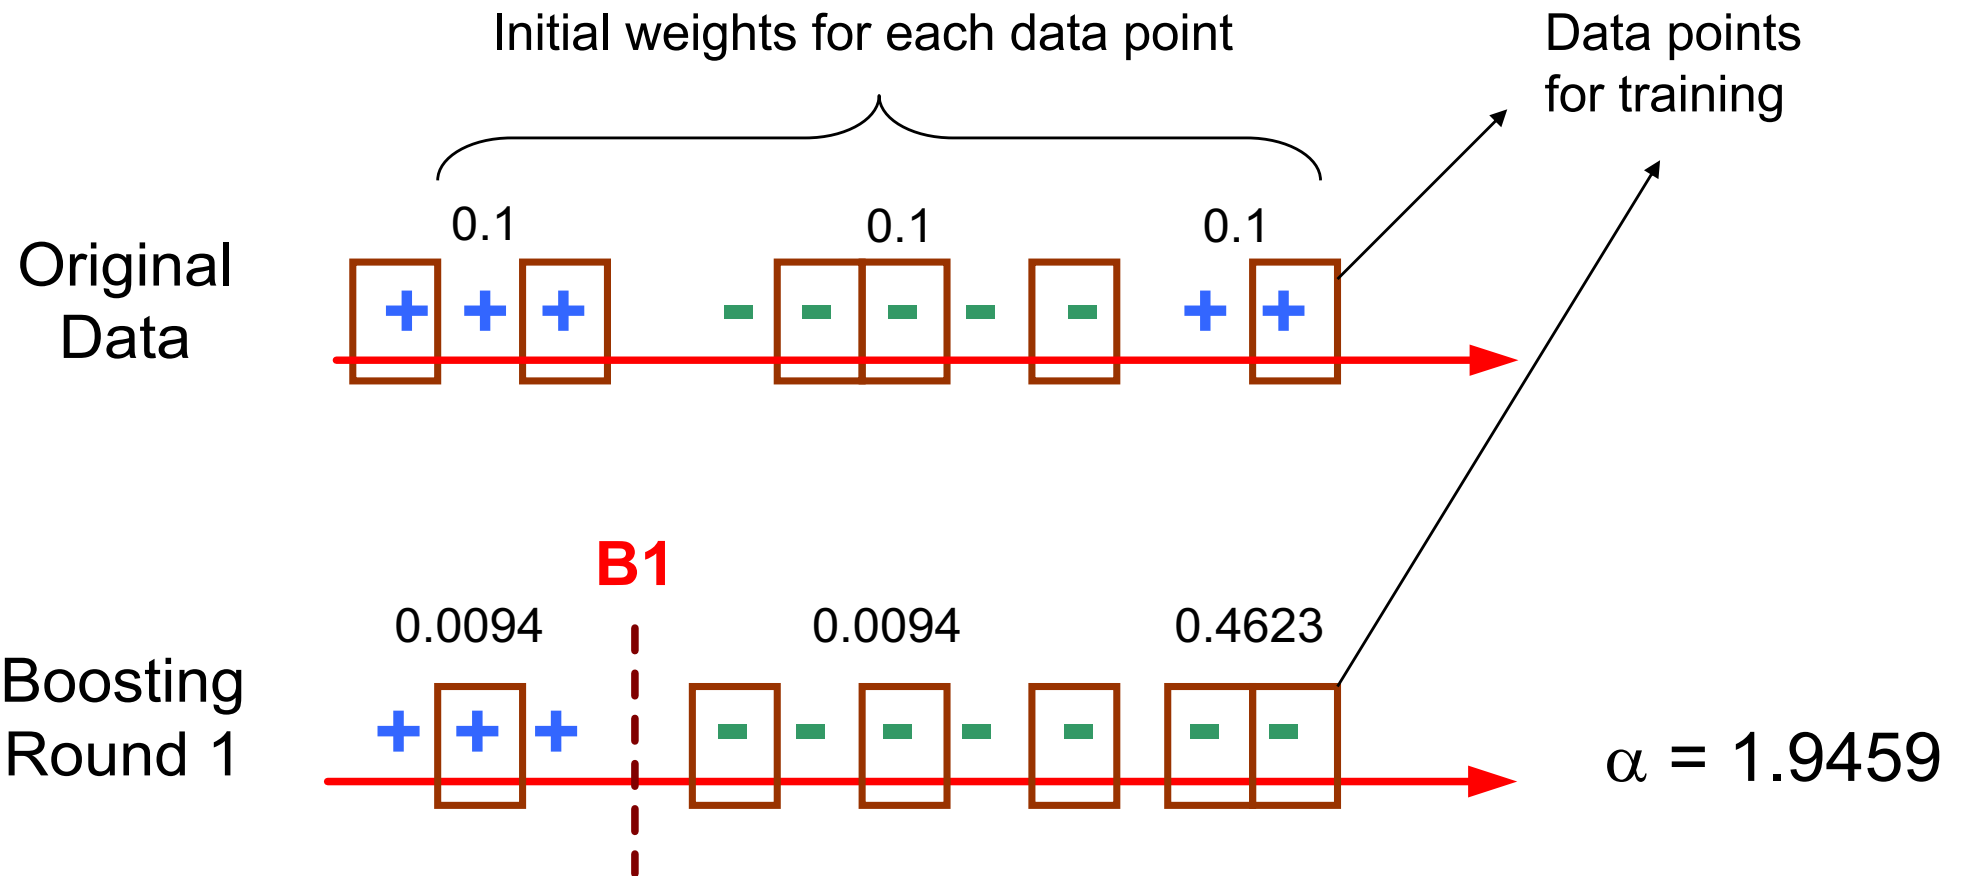 Initial weights for each data point
Data points
for training
0.1 0.1 0.1
Original
Data
+ + + - - - - - + +
B1
0.0094 0.0094 0.4623
Boosting
Round 1
+ + + - - - - - - -
α = 1.9459